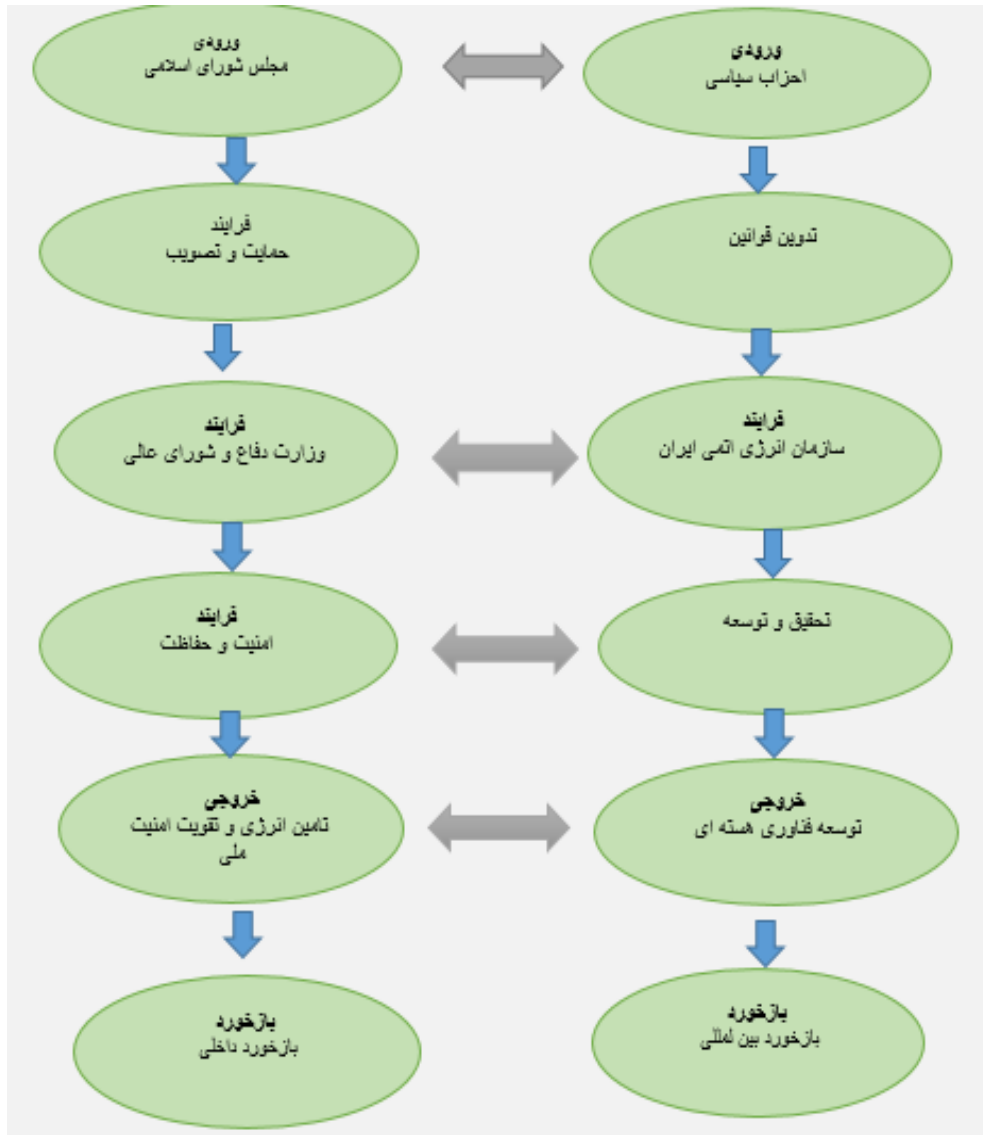 ورودی
احزاب سیاسی
ورودی
مجلس شورای اسلامی
تدوین قوانین
فرایند
حمایت و تصویب
فرایند
سازمان انرژی اتمی ایران
فرایند
وزارت دفاع و شورای عالی
تحقیق و توسعه
فرایند
امنیت و حفاظت
خروجی
توسعه فناوری هسته ای
خروجی
تامین انرژی و تقویت امنیت
ملی
بازخورد
بازخورد بین لمللی
بازخورد
بازخورد داخلی